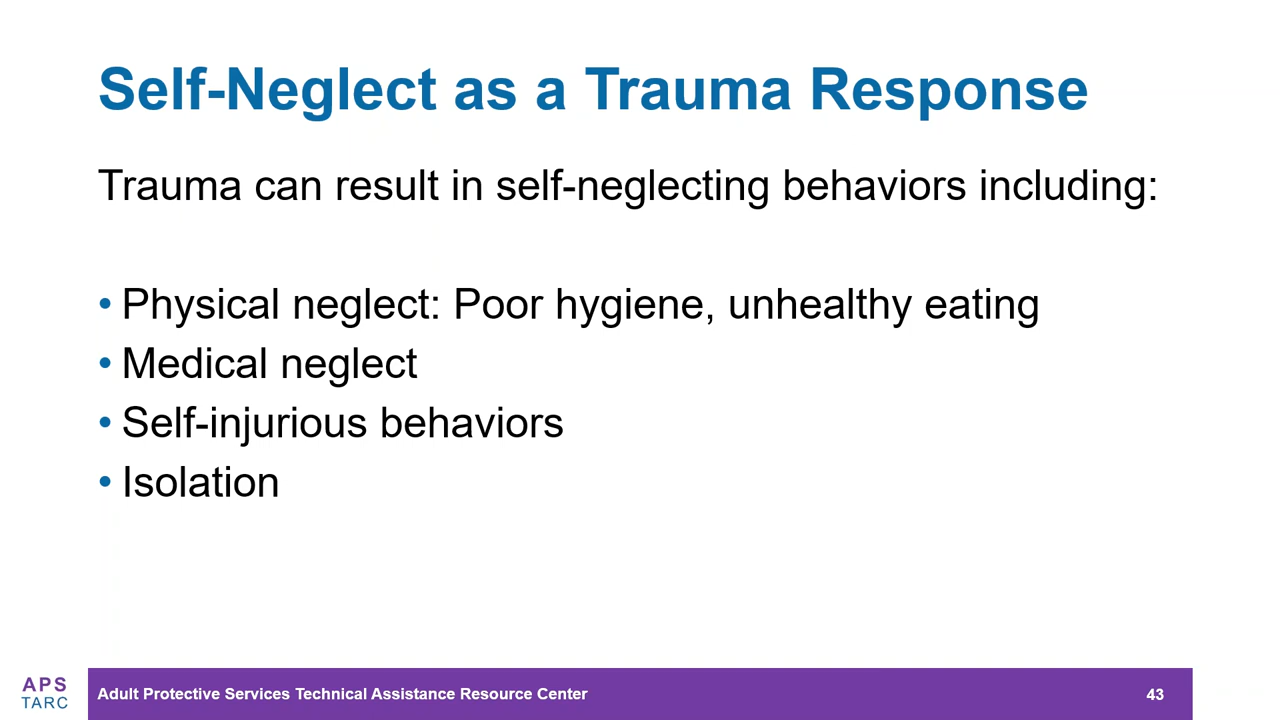 Self-Neglect as a Trauma Response
Trauma can result in self-neglecting behaviors including:
• Physical neglect: Poor hygiene, unhealthy eating
• Medical neglect
• Self-injurious behaviors
• Isolation
APS
TARC
Adult Protective Services Technical Assistance Resource Center
43